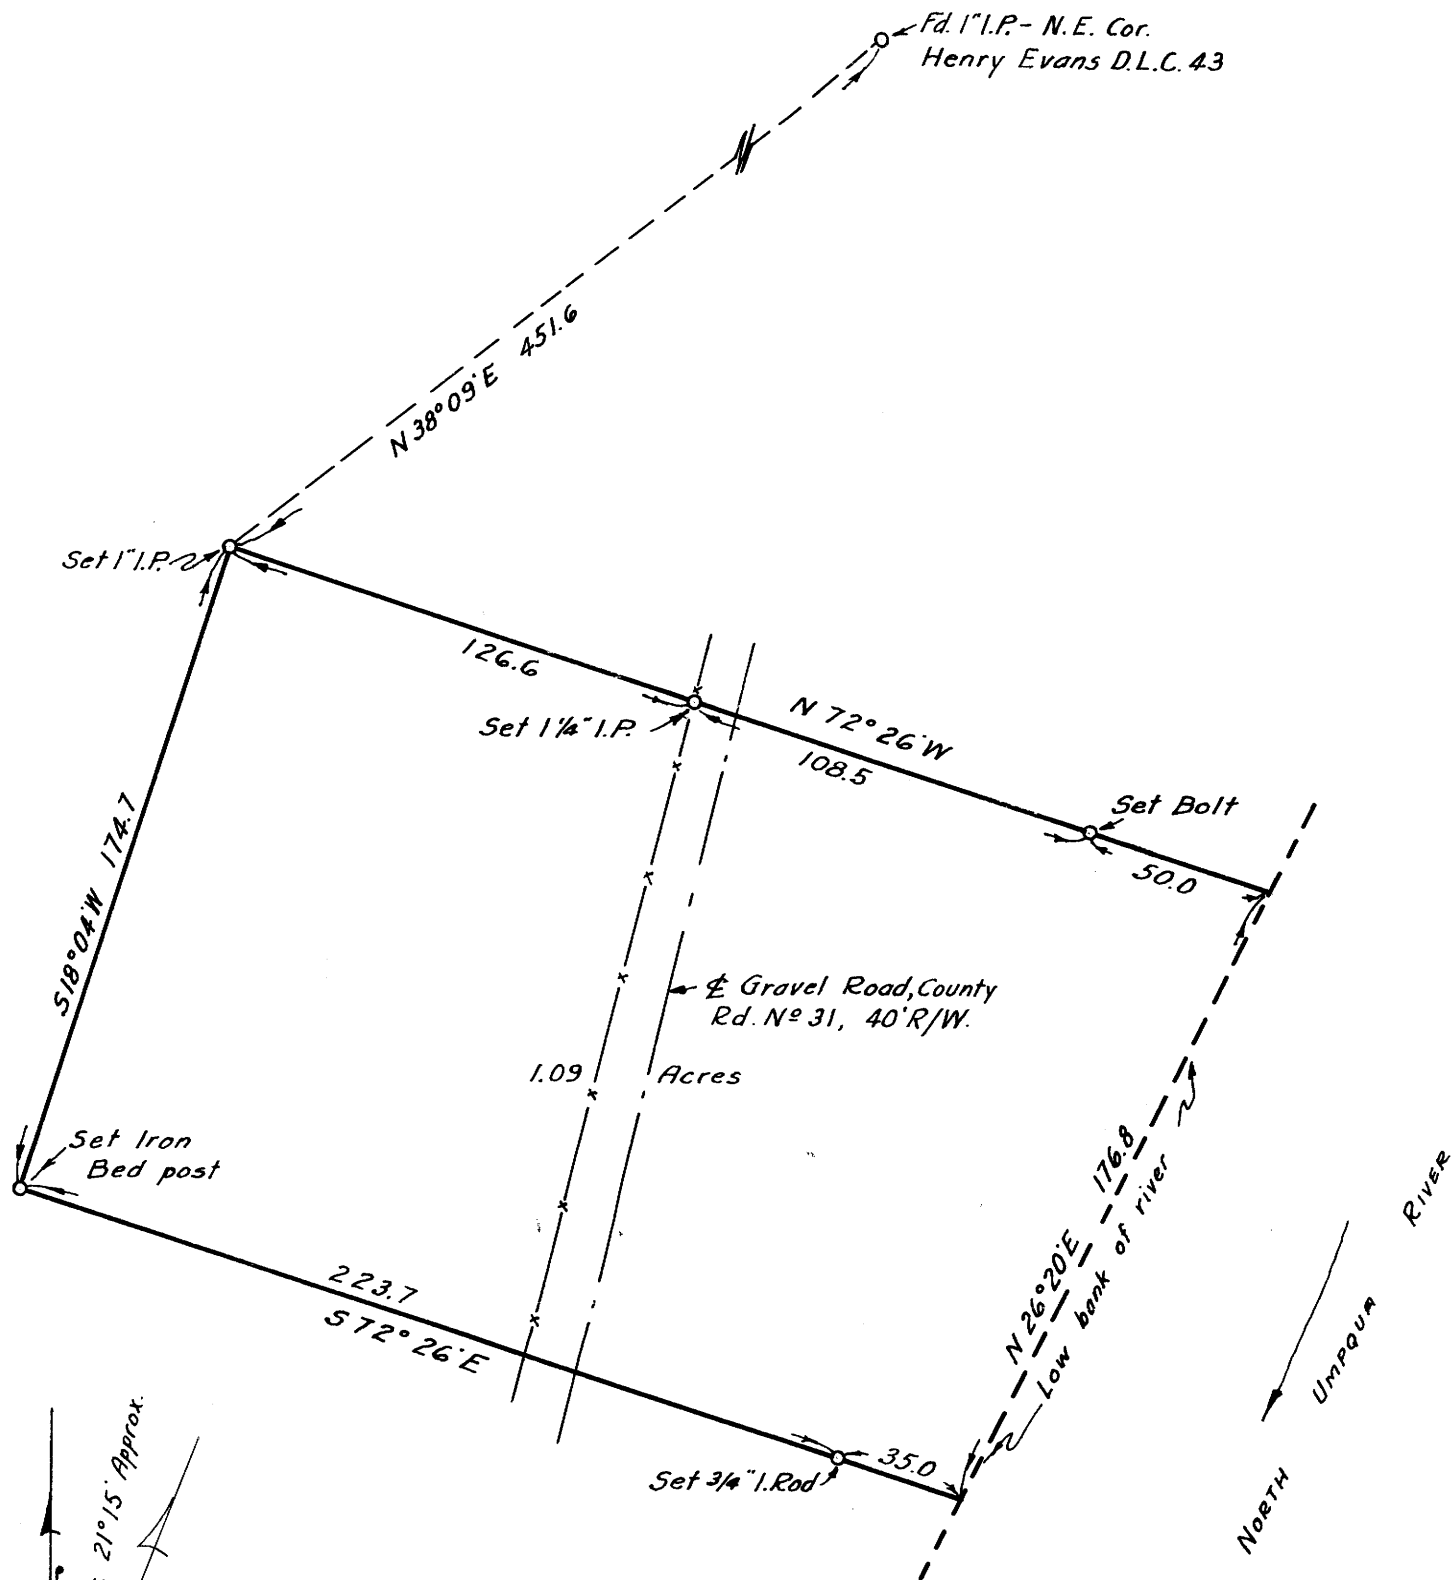 Fd. 1" I.P. - N.E. Cor.
Henry Evans D.L.C. 43
N 38° 09' E 451.6
Set 1" I.P.
126.6
Set 1 1/4" I.P.
N 72° 26' W
108.5
Set Bolt
50.0
S 18° 04' W 174.7
℄ Gravel Road, County
Rd. Nº 31, 40' R/W.
1.09 Acres
Set Iron
Bed post
N 26° 20' E 176.8
Low bank of river
223.7
S 72° 26' E
Set 3/4" I. Rod
35.0
NORTH UMPQUA RIVER
21° 15' Approx.